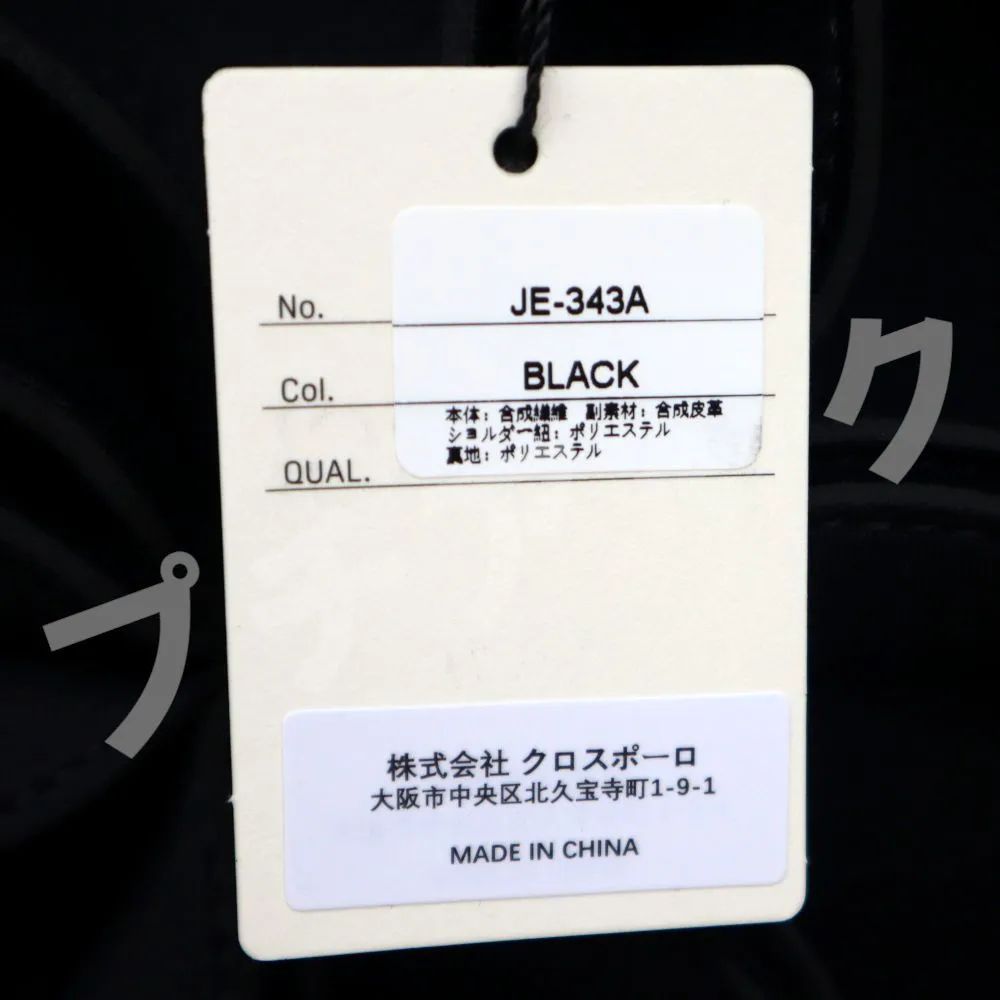 No. JE-343A
Col. BLACK
本体: 合成繊維 副素材: 合成皮革
ショルダー紐: ポリエステル
QUAL. 裏地: ポリエステル
プ ク
株式会社 クロスポーロ
大阪市中央区北久宝寺町1-9-1
MADE IN CHINA